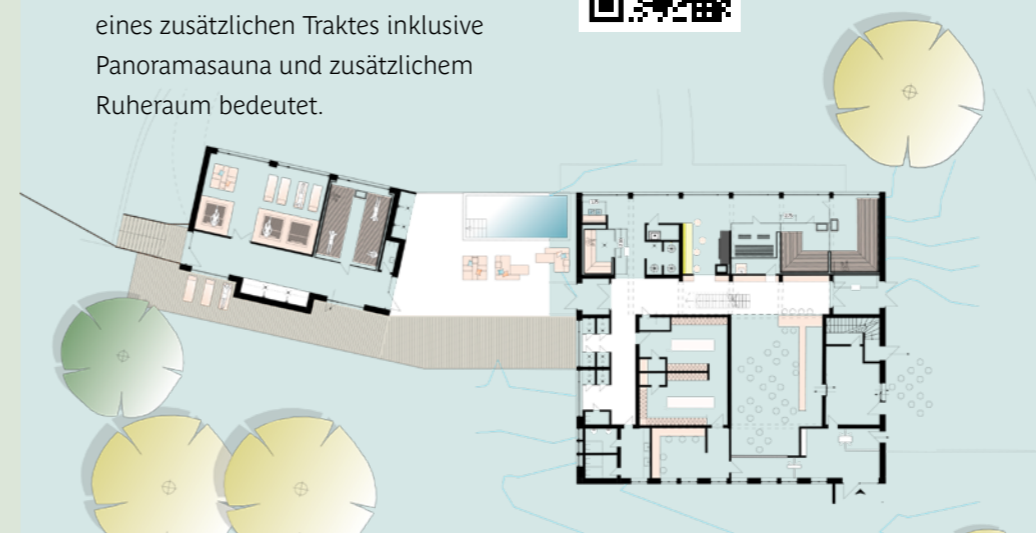 eines zusätzlichen Traktes inklusive
Panoramasauna und zusätzlichem
Ruheraum bedeutet.